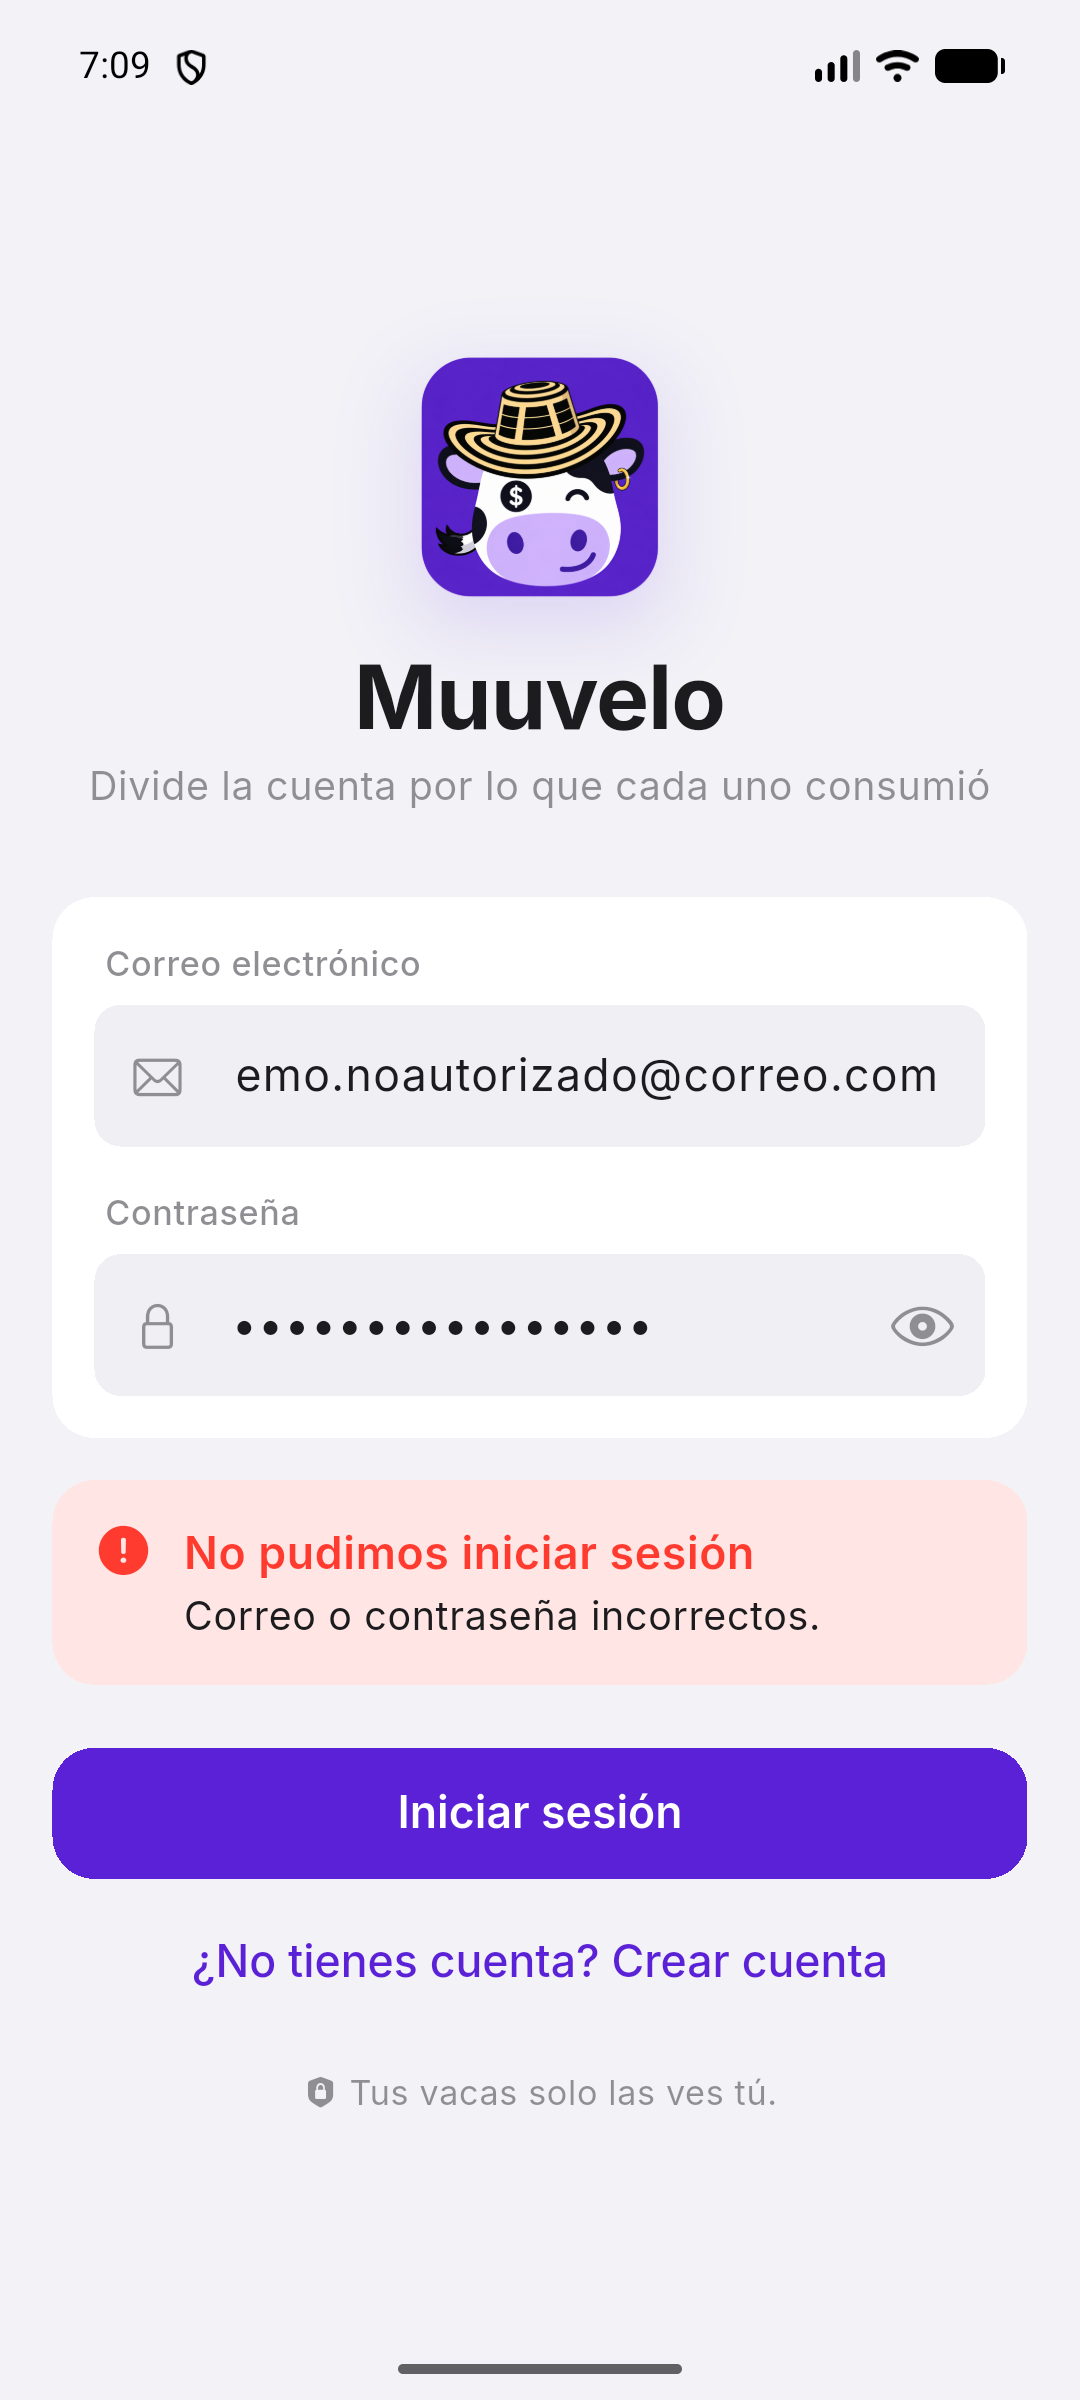 7:09
$
Muuvelo
Divide la cuenta por lo que cada uno consumió
Correo electrónico
emo.noautorizado@correo.com
Contraseña
••••••••••••••••
No pudimos iniciar sesión
Correo o contraseña incorrectos.
Iniciar sesión
¿No tienes cuenta? Crear cuenta
Tus vacas solo las ves tú.